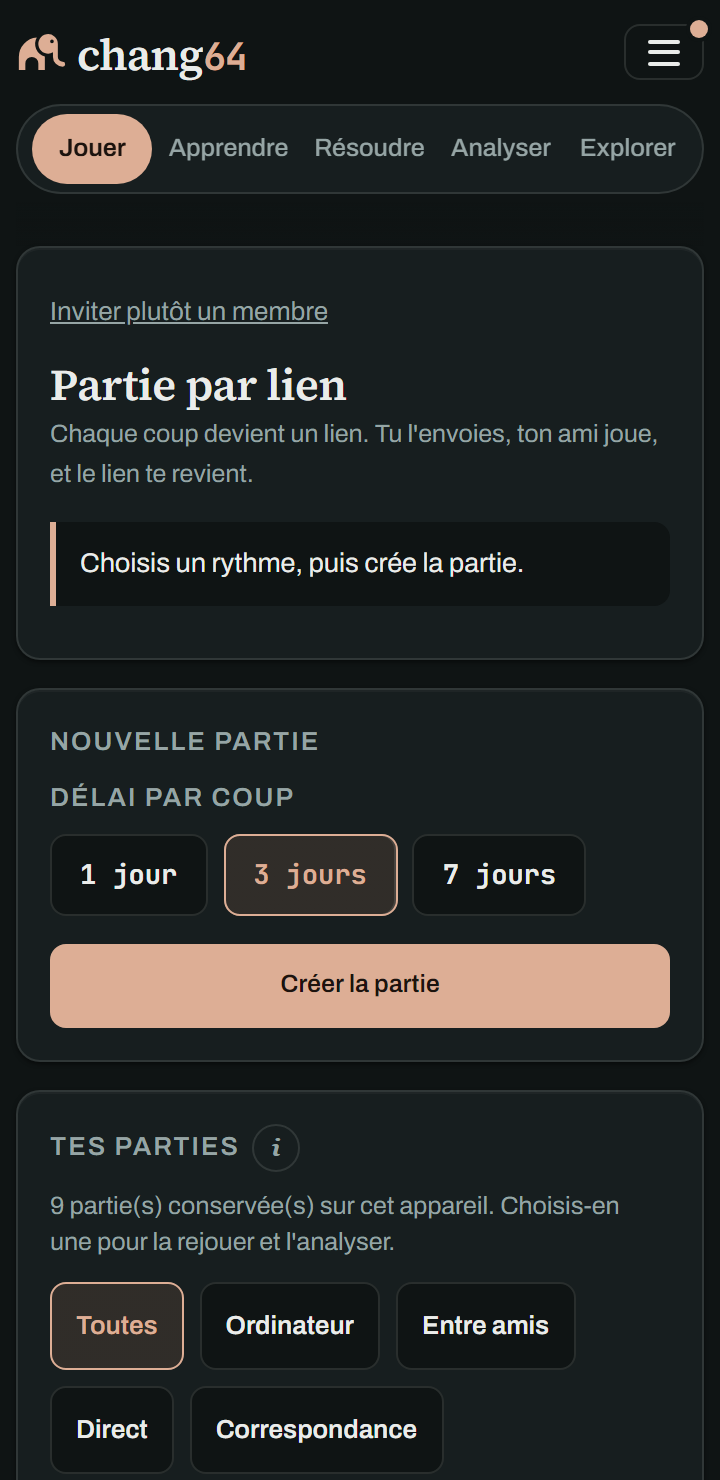 chang64
Jouer Apprendre Résoudre Analyser Explorer
Inviter plutôt un membre
Partie par lien
Chaque coup devient un lien. Tu l'envoies, ton ami joue,
et le lien te revient.
Choisis un rythme, puis crée la partie.
NOUVELLE PARTIE
DÉLAI PAR COUP
1 jour 3 jours 7 jours
Créer la partie
TES PARTIES i
9 partie(s) conservée(s) sur cet appareil. Choisis-en
une pour la rejouer et l'analyser.
Toutes Ordinateur Entre amis
Direct Correspondance